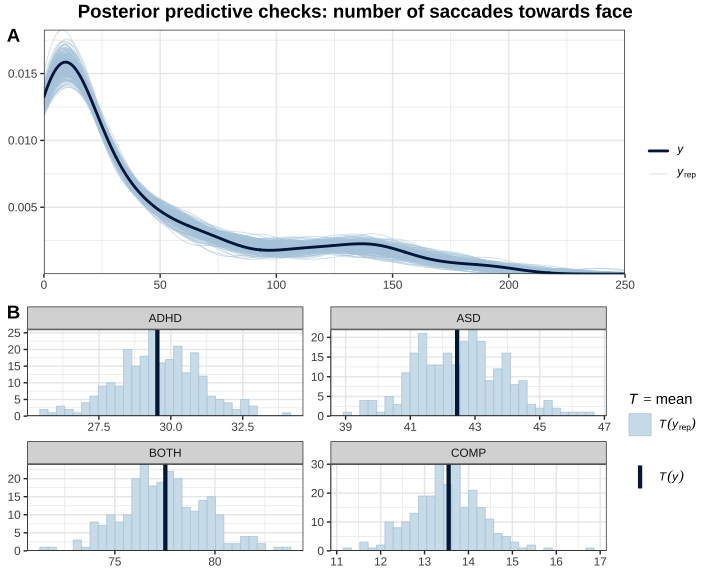 Posterior predictive checks: number of saccades towards face
A
0.015
0.010
0.005
0 50 100 150 200 250
y
yrep
B
ADHD
25
20
15
10
5
0
27.5 30.0 32.5
ASD
20
15
10
5
0
39 41 43 45 47
BOTH
20
15
10
5
0
75 80
COMP
30
20
10
0
11 12 13 14 15 16 17
T = mean
T(yrep)
T(y)